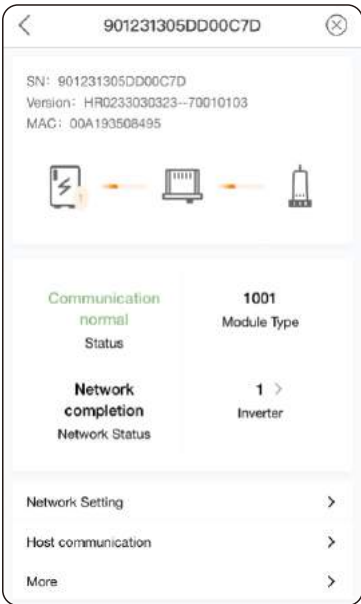 901231305DD00C7D
SN: 901231305DD00C7D
Version: HR0233030323--70010103
MAC: 00A193508495
Communication
normal
Status
1001
Module Type
Network
completion
Network Status
1
Inverter
Network Setting
Host communication
More